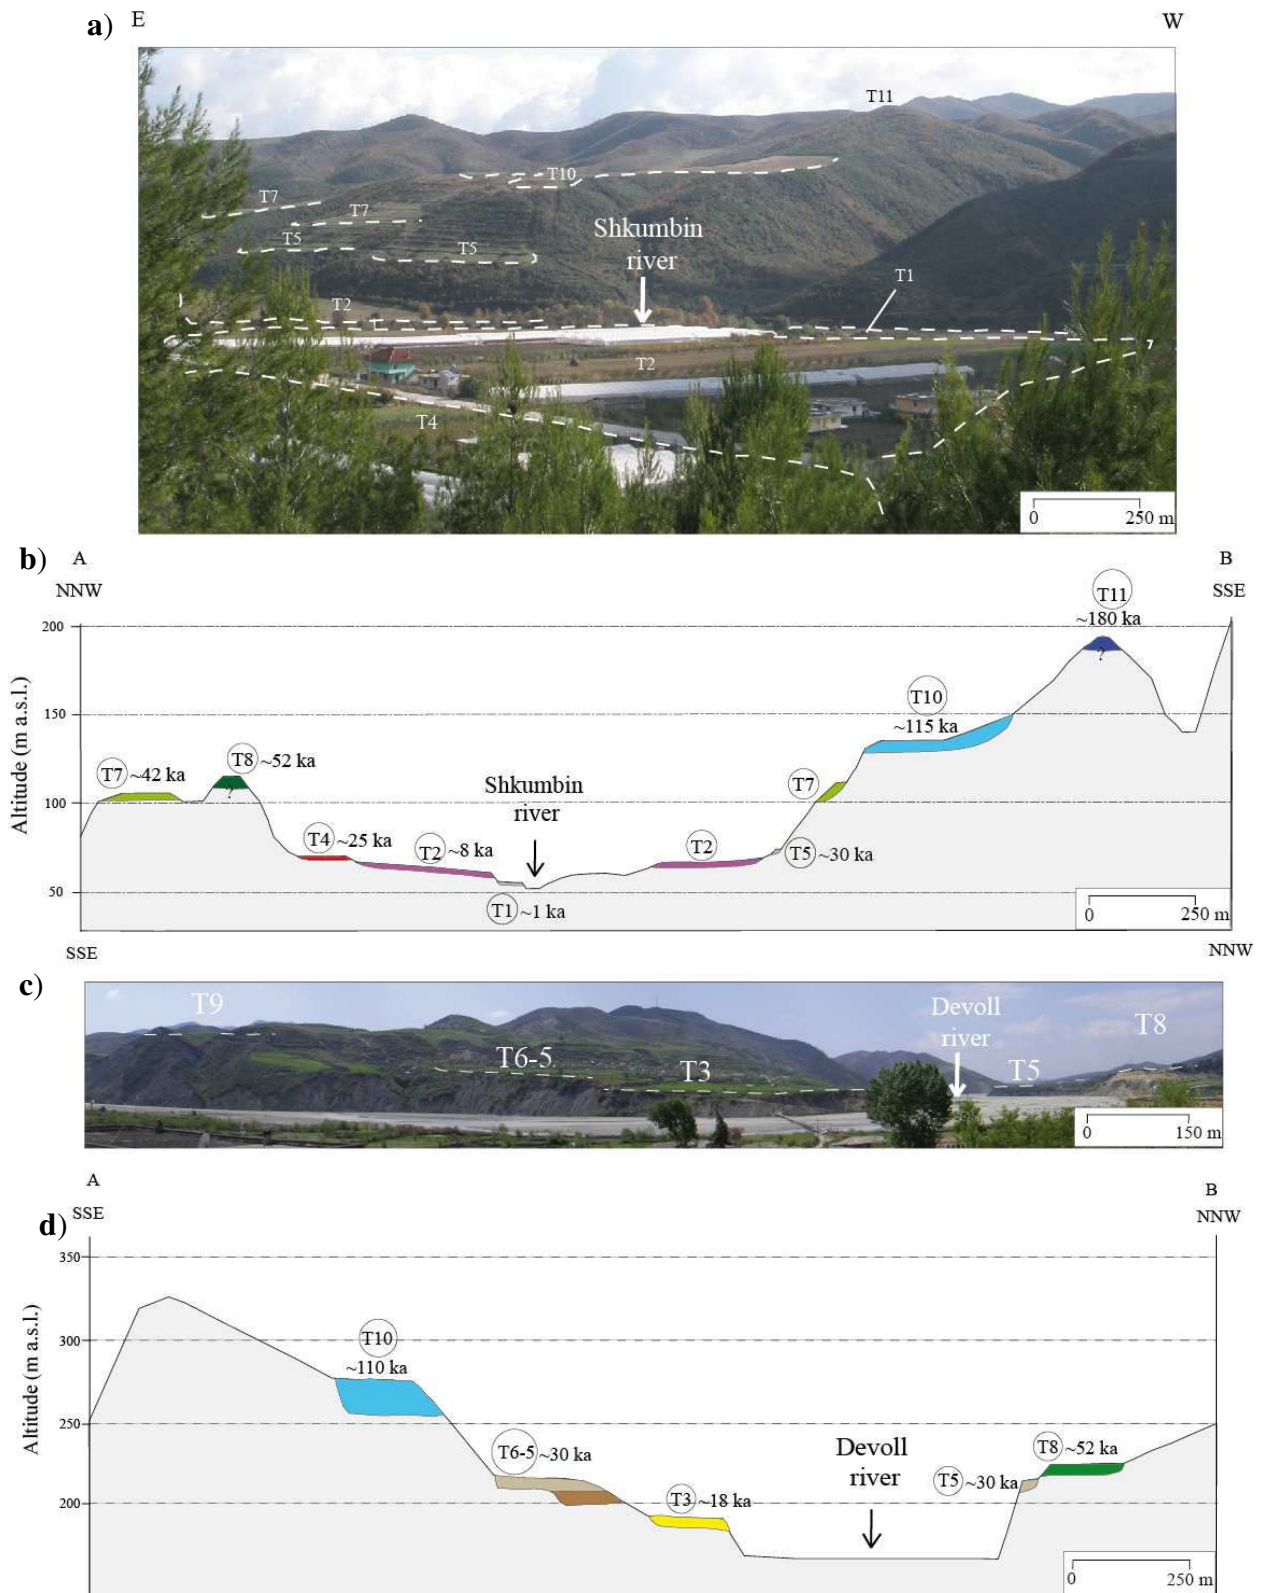 a)
E
W
T11
T10
T7
T7
T5
T5
Shkumbin
river
T1
T2
T2
T4
0
250 m
b)
A
NNW
B
SSE
Altitude (m a.s.l.)
200
150
100
50
T11
~180 ka
?
T10
~115 ka
T7 ~42 ka
T8 ~52 ka
?
Shkumbin
river
T7
T4 ~25 ka
T2 ~8 ka
T2
T5 ~30 ka
T1 ~1 ka
0
250 m
SSE
NNW
c)
T9
T6-5
T3
Devoll
river
T5
T8
0
150 m
A
SSE
B
NNW
d)
Altitude (m a.s.l.)
350
300
250
200
T10
~110 ka
T6-5 ~30 ka
T3 ~18 ka
Devoll
river
T5 ~30 ka
T8 ~52 ka
0
250 m